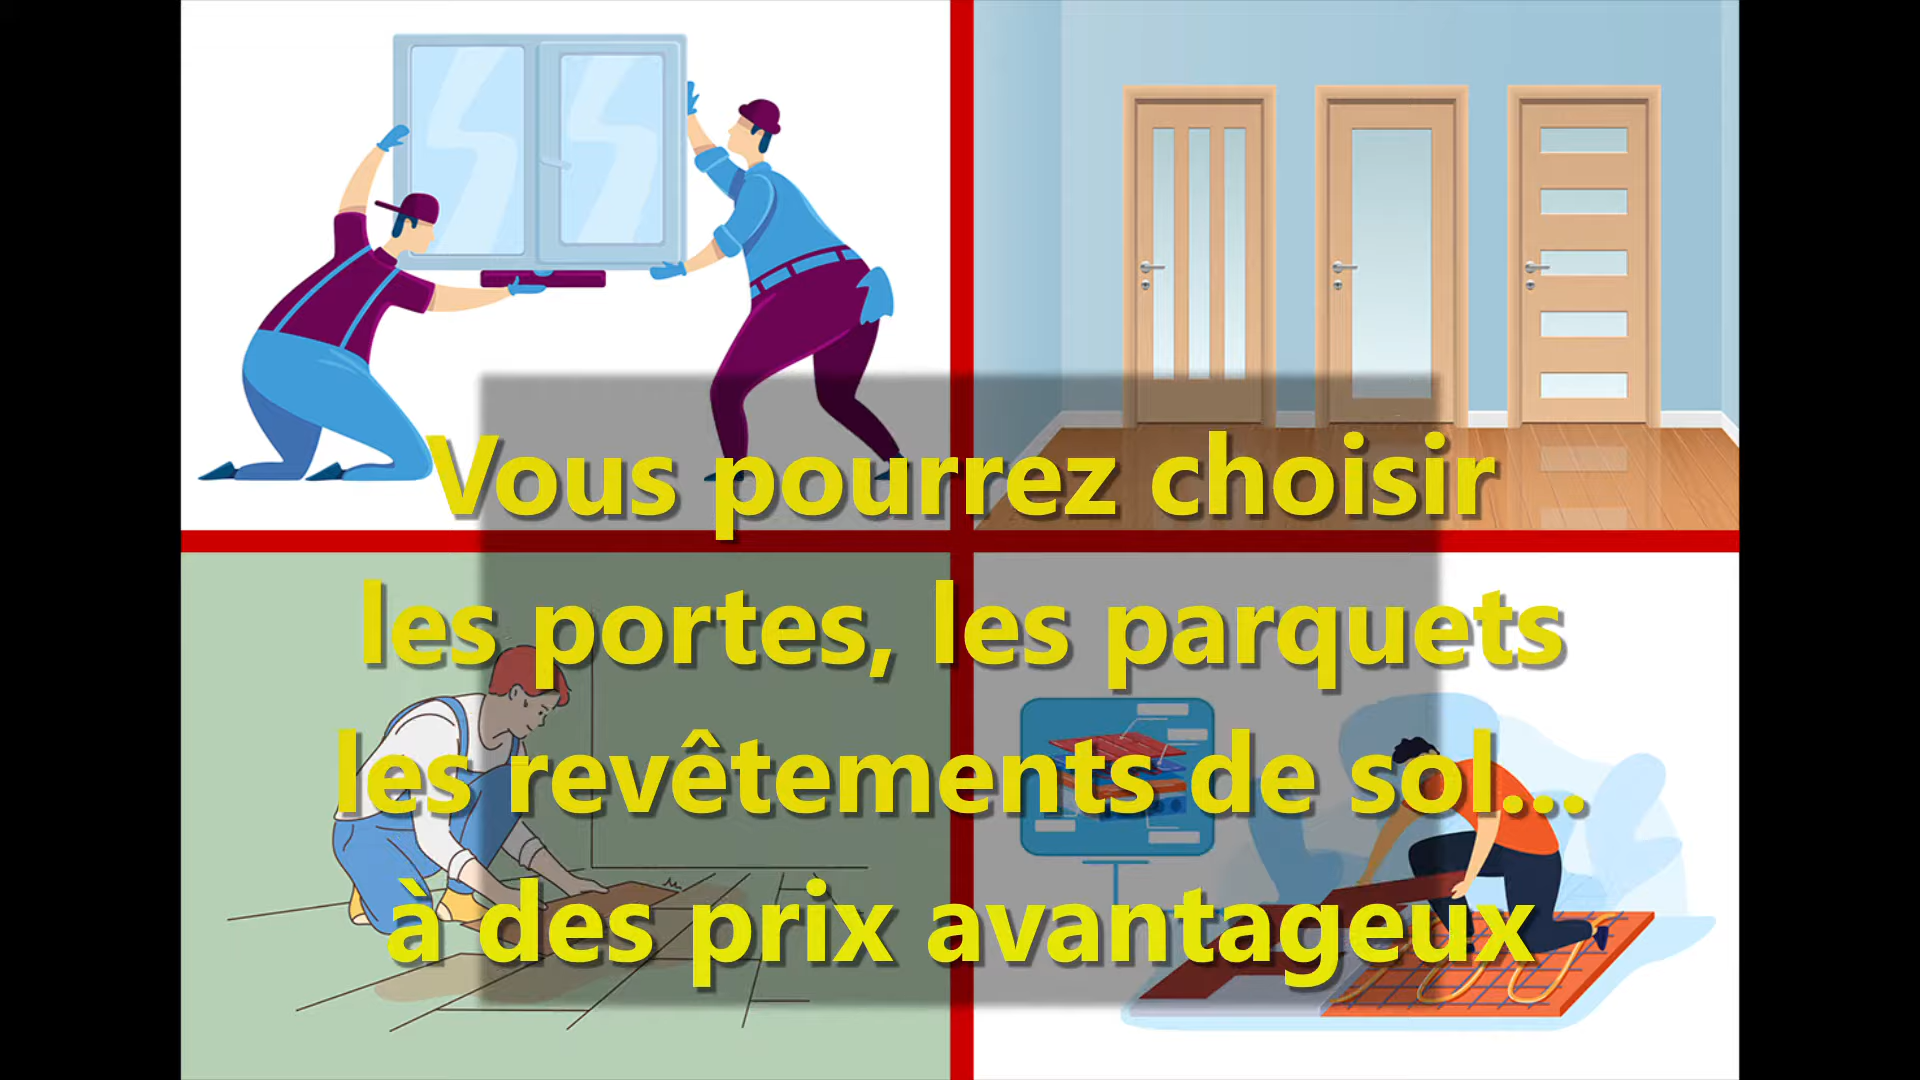 Vous pourrez choisir
les portes, les parquets
les revêtements de sol...
à des prix avantageux